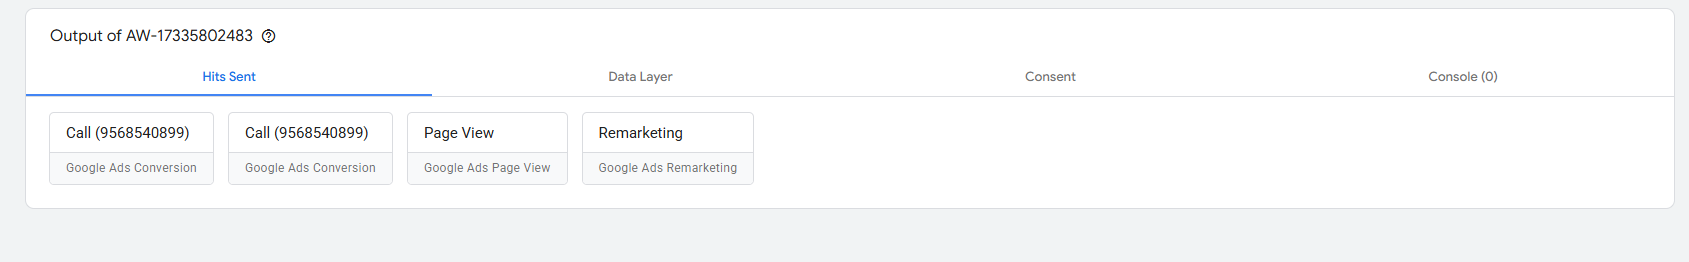 Output of AW-17335802483
Hits Sent
Data Layer
Consent
Console (0)
Call (9568540899)
Google Ads Conversion
Call (9568540899)
Google Ads Conversion
Page View
Google Ads Page View
Remarketing
Google Ads Remarketing